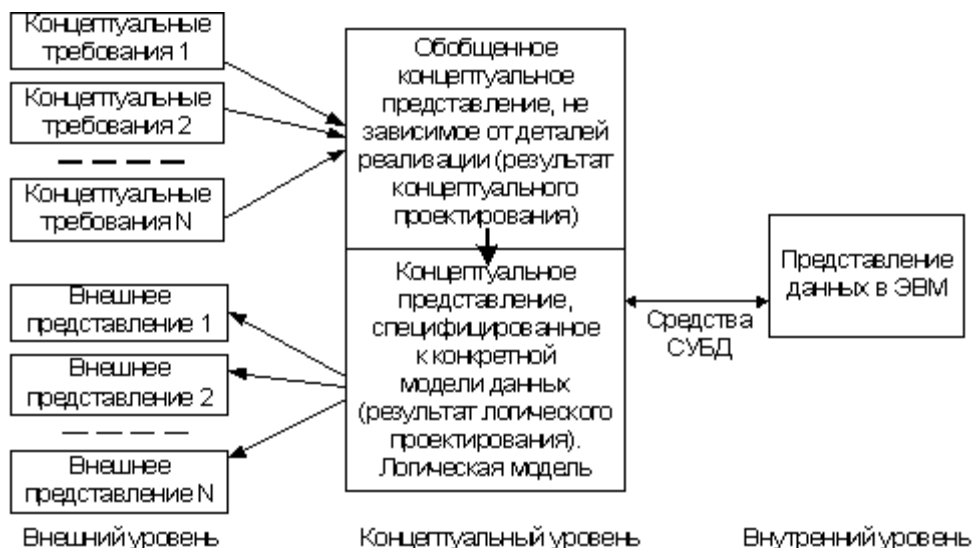 Концептуальные
требования 1
Концептуальные
требования 2
Концептуальные
требования N
Внешнее
представление 1
Внешнее
представление 2
Внешнее
представление N
Внешний уровень
Обобщенное
концептуальное
представление, не
зависимое от деталей
реализации (результат
концептуального
проектирования)
Концептуальное
представление,
специфицированное
к конкретной
модели данных
(результат логического
проектирования).
Логическая модель
Концептуальный уровень
Средства
СУБД
Представление
данных в ЭВМ
Внутренний уровень